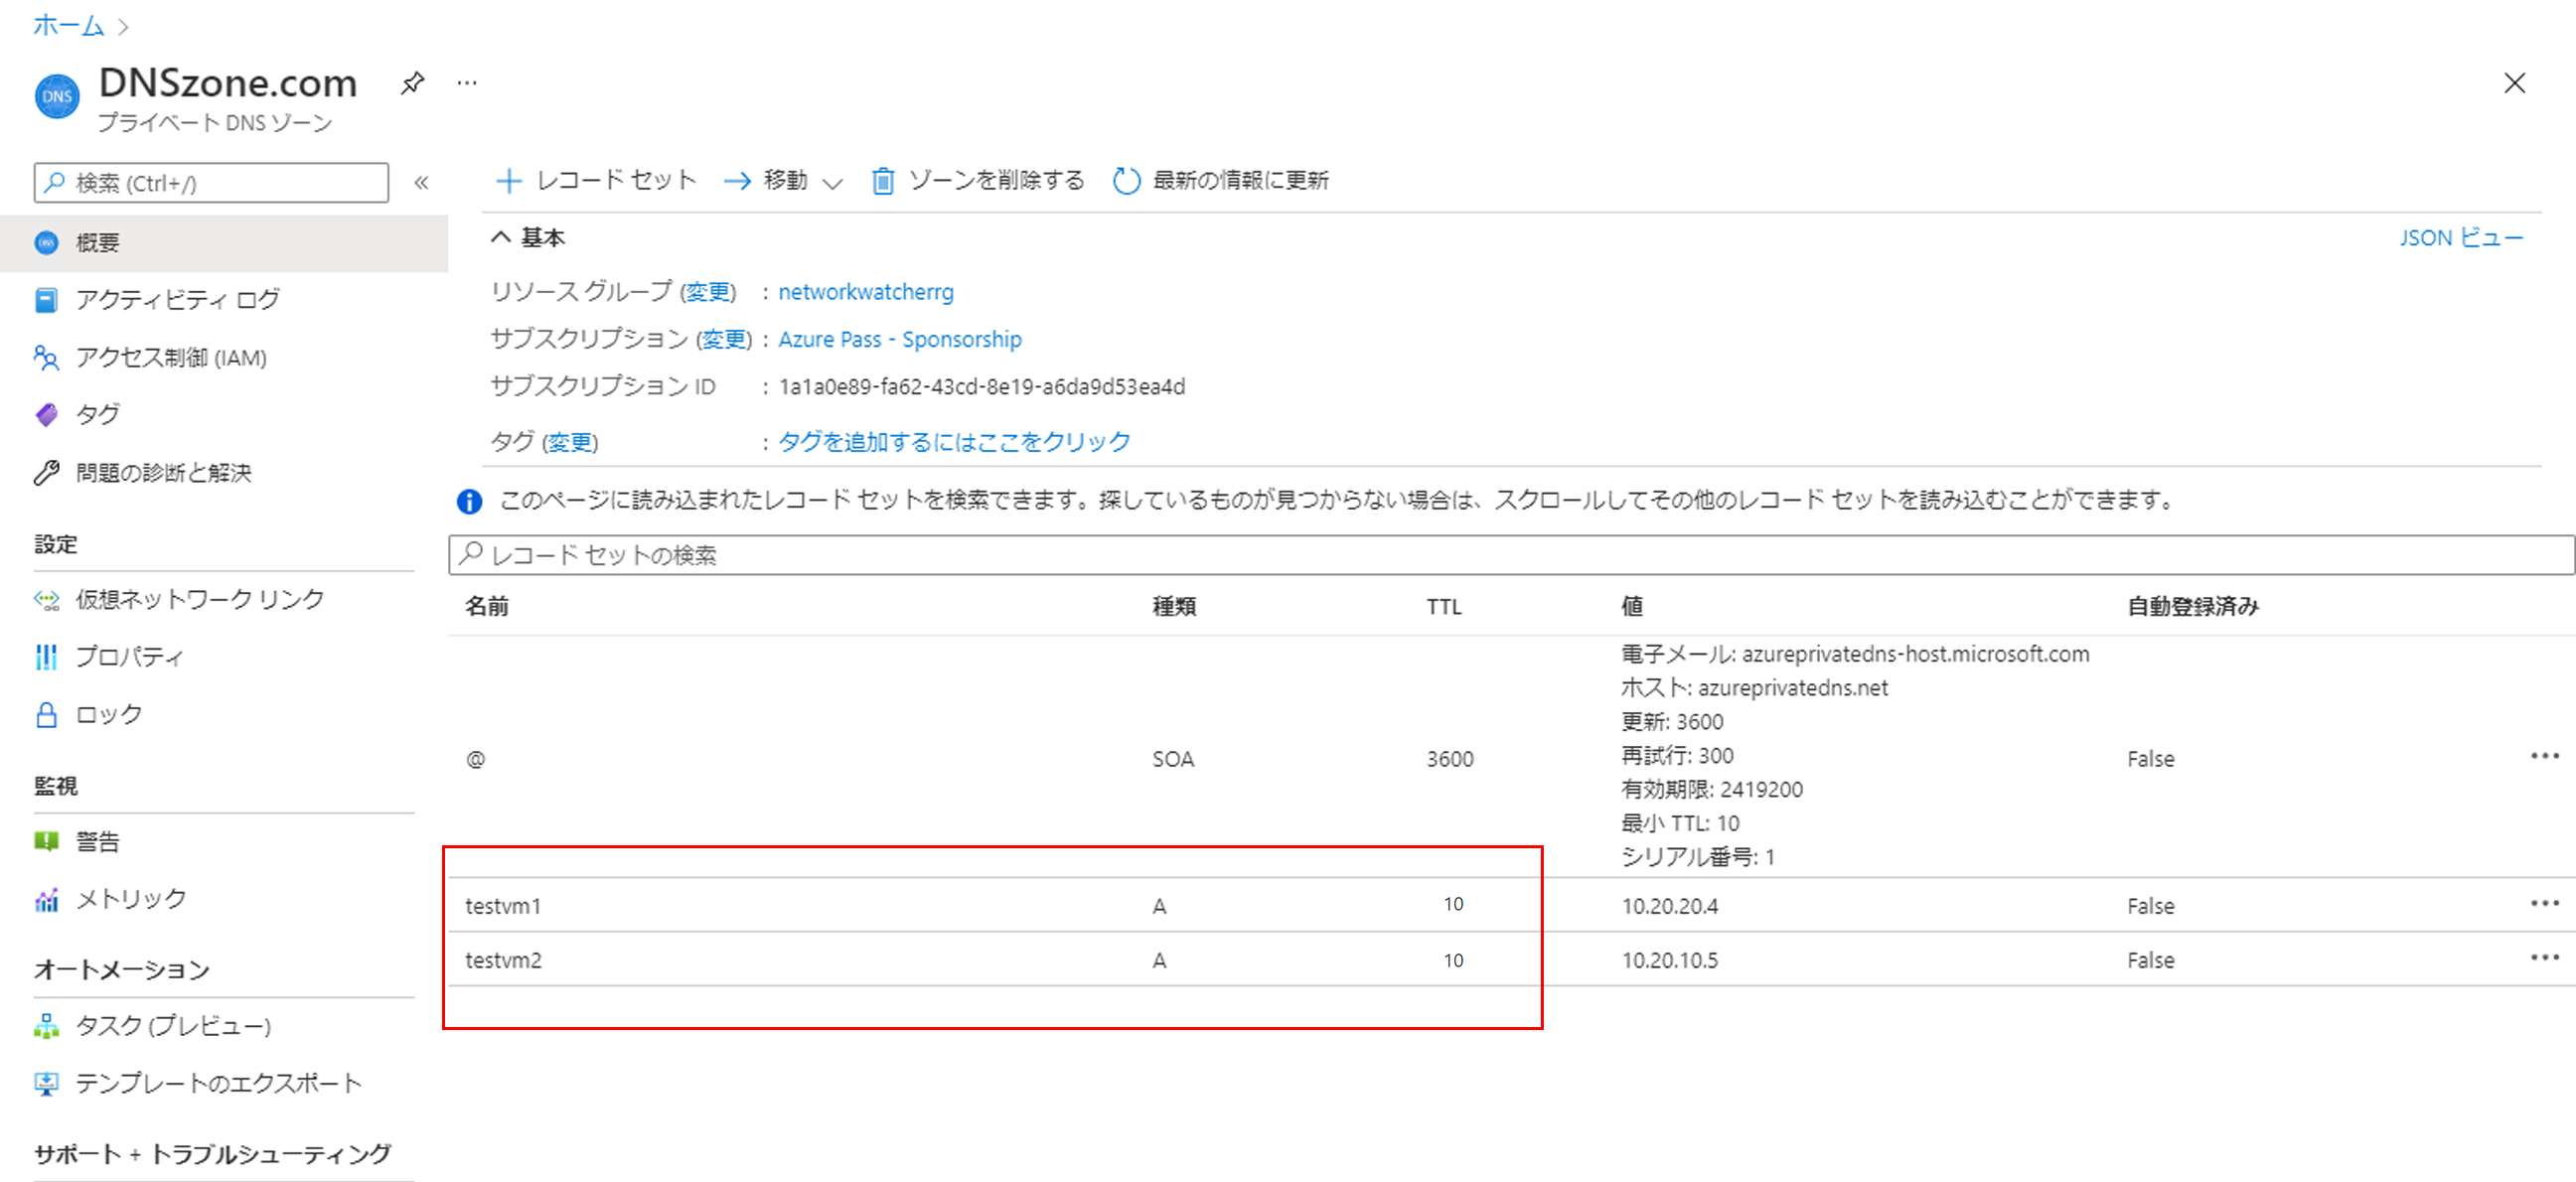 ホーム
DNSzone.com
プライベート DNS ゾーン
検索 (Ctrl+/)
概要
アクティビティ ログ
アクセス制御 (IAM)
タグ
問題の診断と解決
設定
仮想ネットワーク リンク
プロパティ
ロック
監視
警告
メトリック
オートメーション
タスク (プレビュー)
テンプレートのエクスポート
サポート + トラブルシューティング
レコード セット 移動 ゾーンを削除する 最新の情報に更新
基本 JSON ビュー
リソース グループ (変更) : networkwatcherrg
サブスクリプション (変更) : Azure Pass - Sponsorship
サブスクリプション ID : 1a1a0e89-fa62-43cd-8e19-a6da9d53ea4d
タグ (変更) : タグを追加するにはここをクリック
このページに読み込まれたレコード セットを検索できます。探しているものが見つからない場合は、スクロールしてその他のレコード セットを読み込むことができます。
レコード セットの検索
名前 種類 TTL 値 自動登録済み
電子メール: azureprivatedns-host.microsoft.com
ホスト: azureprivatedns.net
更新: 3600
再試行: 300
@ SOA 3600 False
有効期限: 2419200
最小 TTL: 10
シリアル番号: 1
testvm1 A 10 10.20.20.4 False
testvm2 A 10 10.20.10.5 False